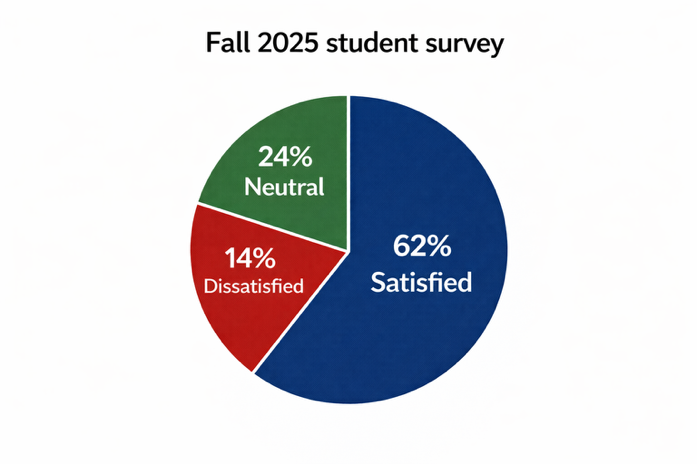 Fall 2025 student survey
24%
Neutral
62%
Satisfied
14%
Dissatisfied